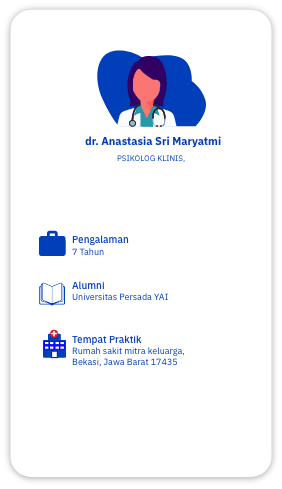 dr. Anastasia Sri Maryatmi
PSIKOLOG KLINIS,
Pengalaman
7 Tahun
Alumni
Universitas Persada YAI
Tempat Praktik
Rumah sakit mitra keluarga,
Bekasi, Jawa Barat 17435